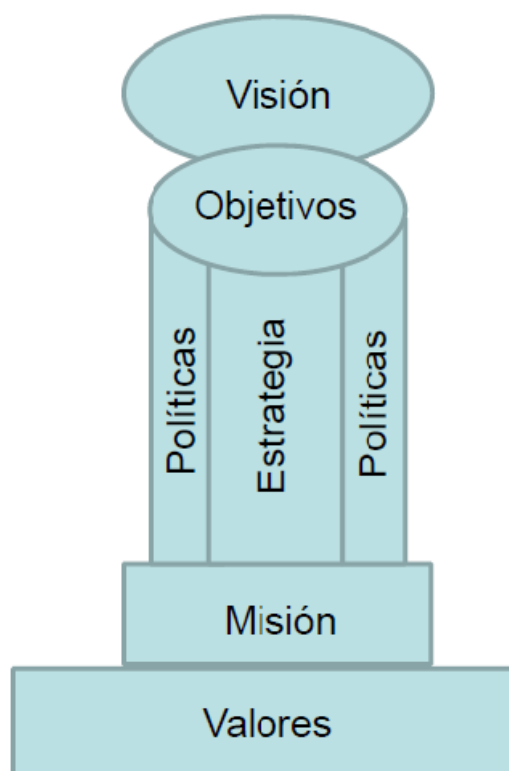 Visión
Objetivos
Políticas
Estrategia
Políticas
Misión
Valores